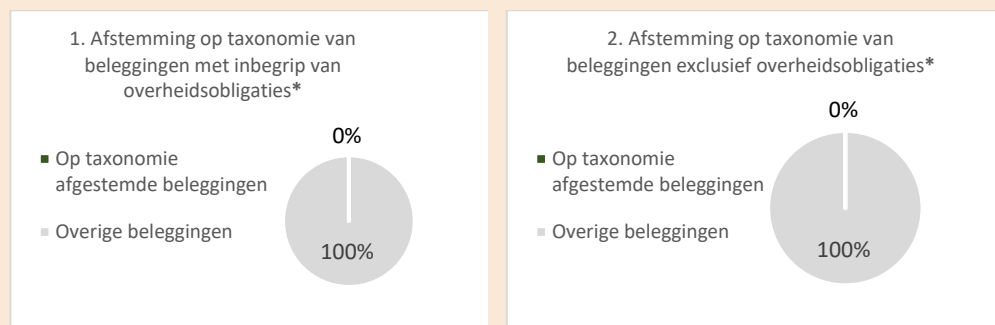 1. Afstemming op taxonomie van
beleggingen met inbegrip van
overheidsobligaties*
0%
Op taxonomie
afgestemde beleggingen
Overige beleggingen
100%
2. Afstemming op taxonomie van
beleggingen exclusief overheidsobligaties*
0%
Op taxonomie
afgestemde beleggingen
Overige beleggingen
100%